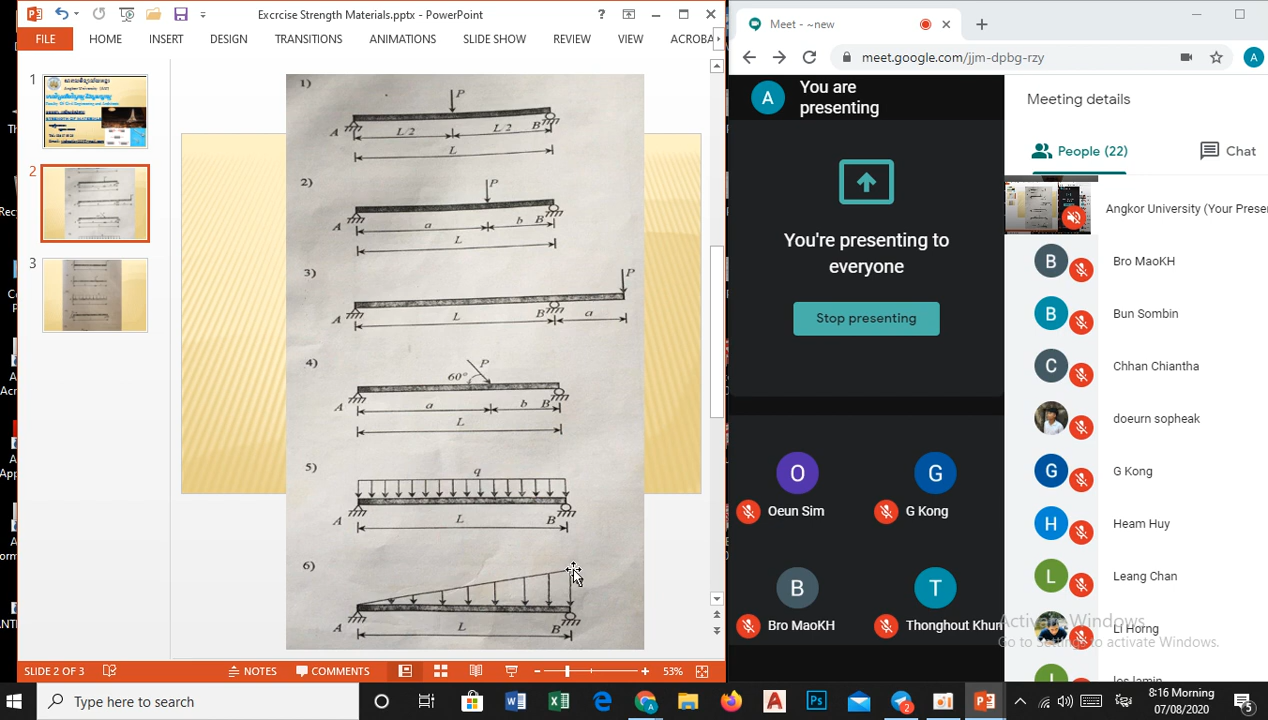 Excrcise Strength Materials.pptx - PowerPoint
?
FILE
HOME
INSERT
DESIGN
TRANSITIONS
ANIMATIONS
SLIDE SHOW
REVIEW
VIEW
ACROBA
1
2
3
1)
P
A
L/2
L/2
B
L
2)
P
A
a
b
B
L
3)
P
A
L
B
a
4)
P
60°
A
a
b
B
L
5)
q
A
L
B
6)
A
L
B
SLIDE 2 OF 3
NOTES
COMMENTS
53%
Meet - ~new
meet.google.com/jjm-dpbg-rzy
A
A
You are
presenting
You're presenting to
everyone
Stop presenting
O
Oeun Sim
G
G Kong
B
Bro MaoKH
T
Thonghout Khun
Meeting details
People (22)
Chat
Angkor University (Your Prese
B
Bro MaoKH
B
Bun Sombin
C
Chhan Chiantha
doeurn sopheak
G
G Kong
H
Heam Huy
L
Leang Chan
Li Horng
Activate Windows
Go to Settings to activate Windows.
Type here to search
2
8:16 Morning
07/08/2020
5